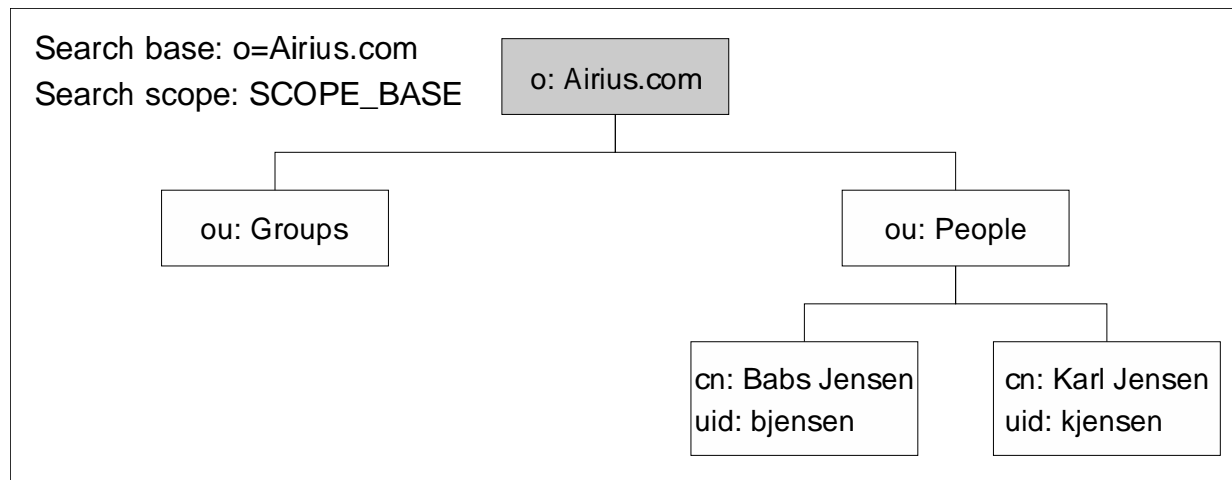 Search base: o=Airius.com
Search scope: SCOPE_BASE
o: Airius.com
ou: Groups
ou: People
cn: Babs Jensen
uid: bjensen
cn: Karl Jensen
uid: kjensen